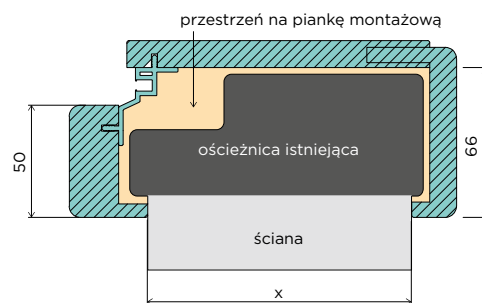 przestrzeń na piankę montażową
ościeżnica istniejąca
50
66
ściana
x